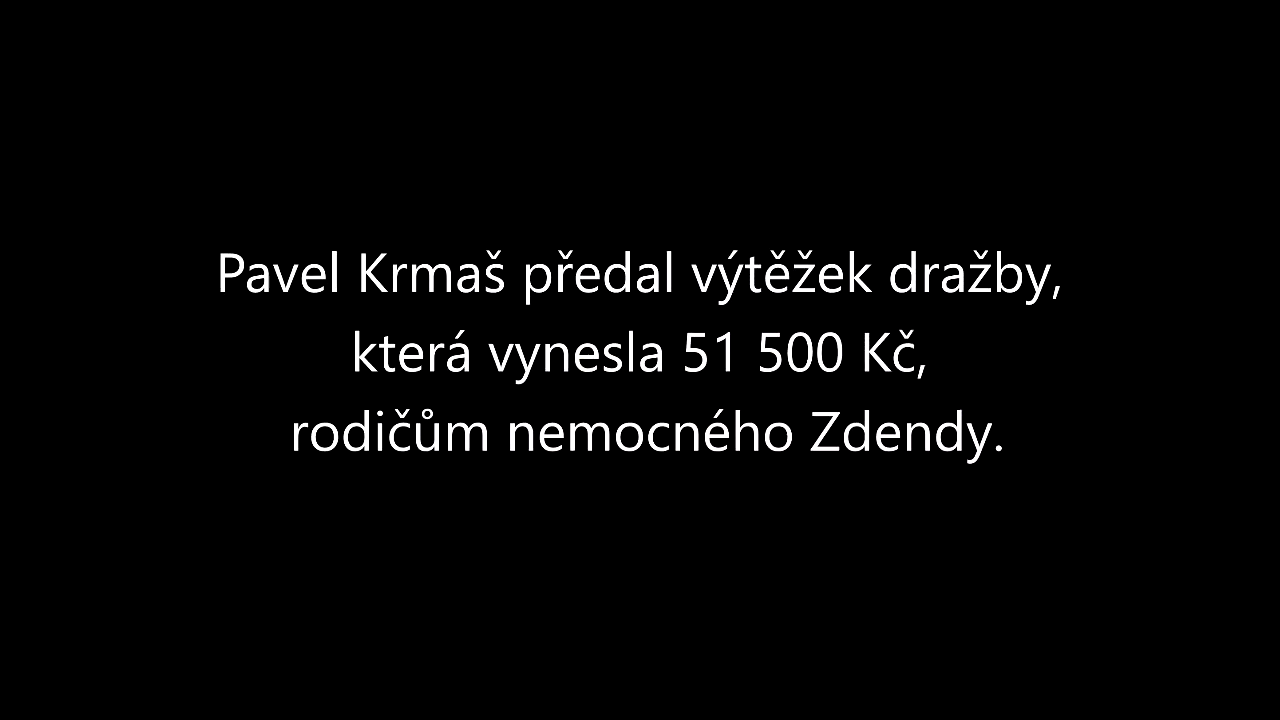 Pavel Krmaš předal výtěžek dražby,
která vynesla 51 500 Kč,
rodičům nemocného Zdendy.